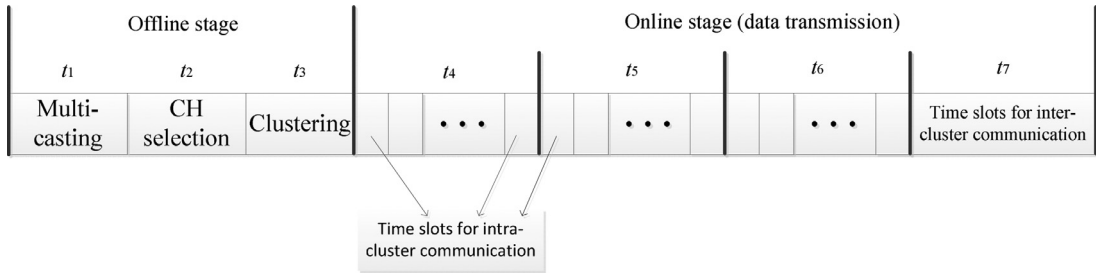 Offline stage
Online stage (data transmission)
t1
t2
t3
t4
t5
t6
t7
Multi-
casting
CH
selection
Clustering
• • •
• • •
• • •
Time slots for inter-
cluster communication
Time slots for intra-
cluster communication